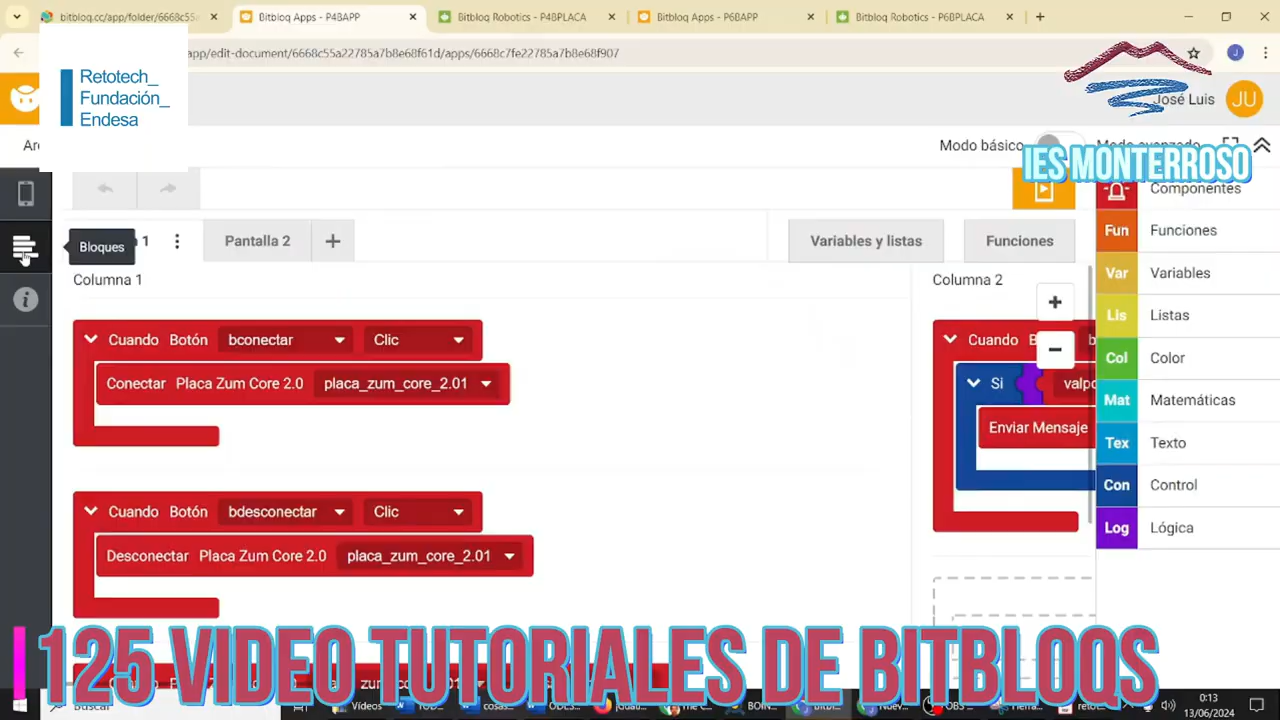 bitbloq.cc/app/folder/6668c55
Bitbloq Apps - P4BAPP
Bitbloq Robotics - P4BPLACA
Bitbloq Apps - P6BAPP
Bitbloq Robotics - P6BPLACA
app/edit-document/6668c55a22785a7b8e68f61d/apps/6668c7fe22785a7b8e68f907
J
Retotech_
Fundación_
Endesa
José Luis
JU
Modo básico
Modo avanzado
IES MONTERROSO
Bloques
1
Pantalla 2
Variables y listas
Funciones
Columna 1
Columna 2
Cuando Botón bconectar Clic
Conectar Placa Zum Core 2.0 placa_zum_core_2.01
Cuando Botón bdesconectar Clic
Desconectar Placa Zum Core 2.0 placa_zum_core_2.01
Cuando
Si
Enviar Mensaje
Componentes
Fun Funciones
Var Variables
Lis Listas
Col Color
Mat Matemáticas
Tex Texto
Con Control
Log Lógica
125 VIDEO TUTORIALES DE BITBLOQS
Buscar
Vídeos
0:13
13/06/2024